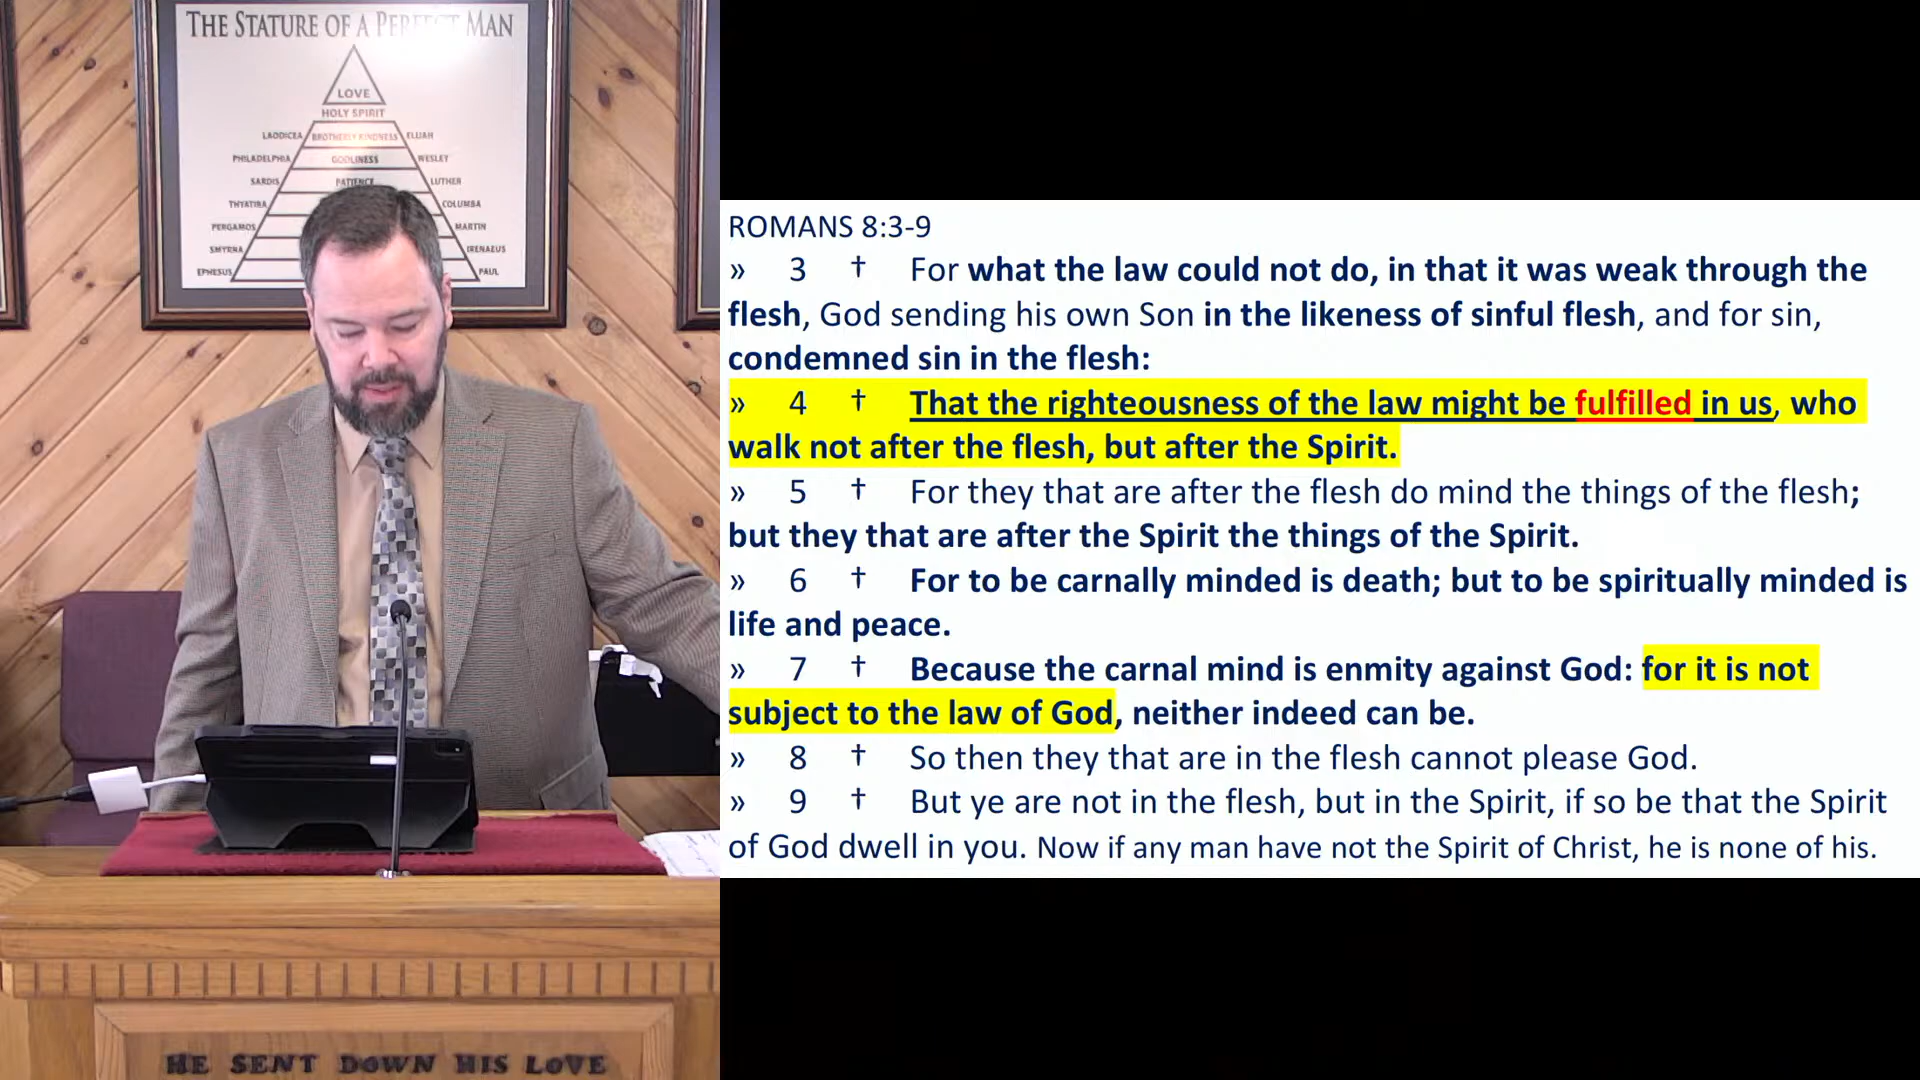 THE STATURE OF A PERFECT MAN
LOVE
HOLY SPIRIT
LAODICEA BROTHERLY KINDNESS ELIJAH
PHILADELPHIA GODLINESS WESLEY
SARDIS PATIENCE LUTHER
THYATIRA COLUMBA
PERGAMOS MARTIN
SMYRNA IRENAEUS
EPHESUS PAUL
HE SENT DOWN HIS LOVE
ROMANS 8:3-9
» 3 † For what the law could not do, in that it was weak through the
flesh, God sending his own Son in the likeness of sinful flesh, and for sin,
condemned sin in the flesh:
» 4 † That the righteousness of the law might be fulfilled in us, who
walk not after the flesh, but after the Spirit.
» 5 † For they that are after the flesh do mind the things of the flesh;
but they that are after the Spirit the things of the Spirit.
» 6 † For to be carnally minded is death; but to be spiritually minded is
life and peace.
» 7 † Because the carnal mind is enmity against God: for it is not
subject to the law of God, neither indeed can be.
» 8 † So then they that are in the flesh cannot please God.
» 9 † But ye are not in the flesh, but in the Spirit, if so be that the Spirit
of God dwell in you. Now if any man have not the Spirit of Christ, he is none of his.